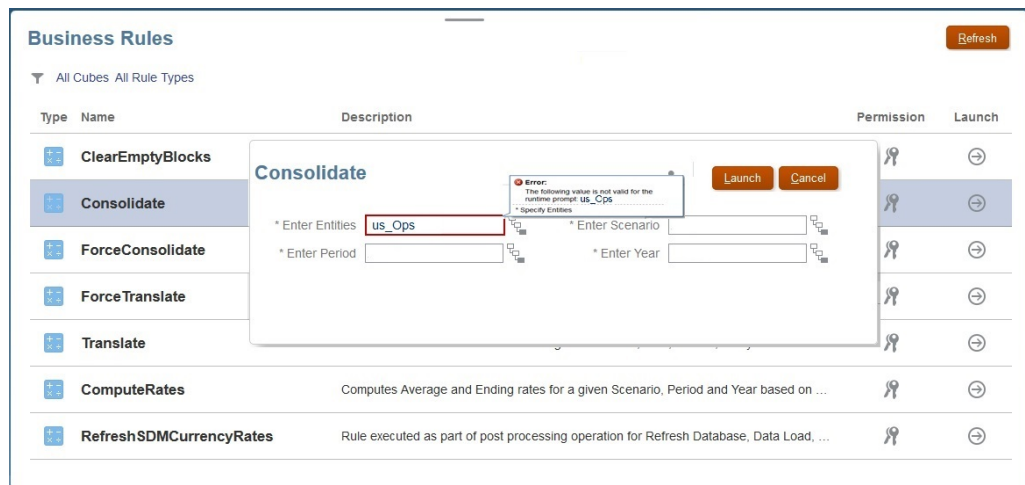 Business Rules
Refresh
All Cubes All Rule Types
Type Name Description Permission Launch
ClearEmptyBlocks
Consolidate
ForceConsolidate
ForceTranslate
Translate
ComputeRates Computes Average and Ending rates for a given Scenario, Period and Year based on ...
RefreshSDMCurrencyRates Rule executed as part of post processing operation for Refresh Database, Data Load, ...
Consolidate
Launch Cancel
Error:
The following value is not valid for the
runtime prompt: us_Ops
* Specify Entities
* Enter Entities us_Ops * Enter Scenario
* Enter Period * Enter Year